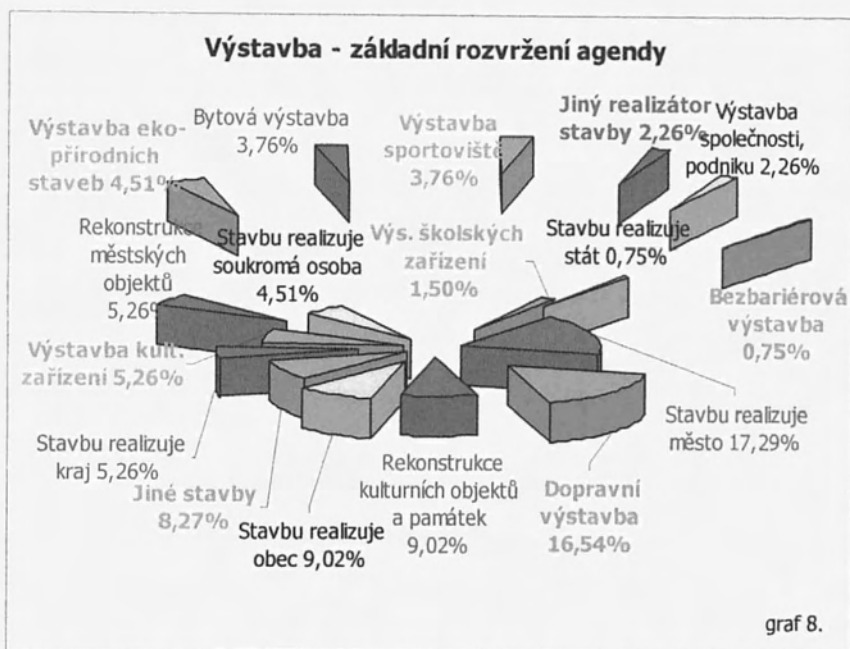 Výstavba - základní rozvržení agendy
Výstavba eko-
přírodních
staveb 4,51%
Bytová výstavba
3,76%
Výstavba
sportoviště
3,76%
Jiný realizátor
stavby 2,26%
Výstavba
společnosti,
podniku 2,26%
Rekonstrukce
městských
objektů
5,26%
Stavbu realizuje
soukromá osoba
4,51%
Výs. školských
zařízení
1,50%
Stavbu realizuje
stát 0,75%
Bezbariérová
výstavba
0,75%
Výstavba kult.
zařízení 5,26%
Stavbu realizuje
kraj 5,26%
Jiné stavby
8,27%
Stavbu realizuje
obec 9,02%
Rekonstrukce
kulturních objektů
a památek
9,02%
Dopravní
výstavba
16,54%
Stavbu realizuje
město 17,29%
graf 8.